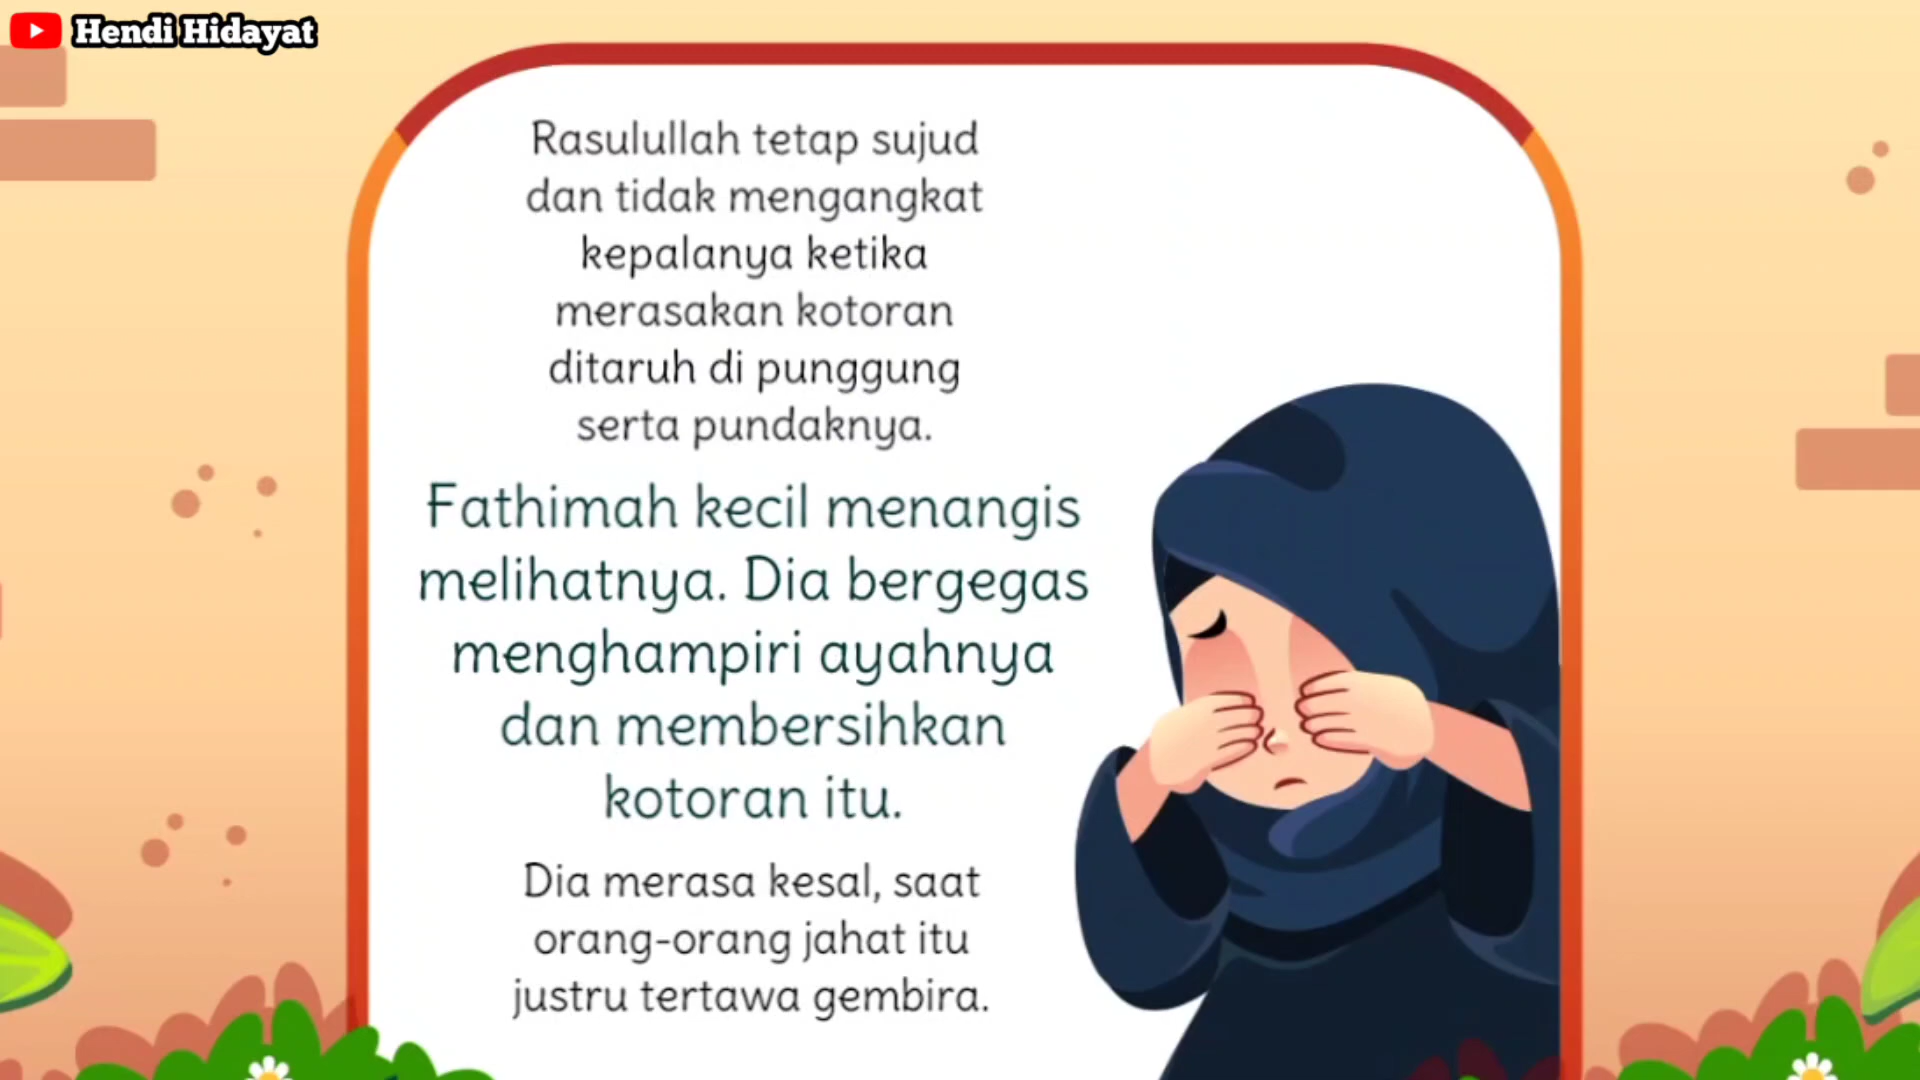 Hendi Hidayat
Rasulullah tetap sujud
dan tidak mengangkat
kepalanya ketika
merasakan kotoran
ditaruh di punggung
serta pundaknya.
Fathimah kecil menangis
melihatnya. Dia bergegas
menghampiri ayahnya
dan membersihkan
kotoran itu.
Dia merasa kesal, saat
orang-orang jahat itu
justru tertawa gembira.